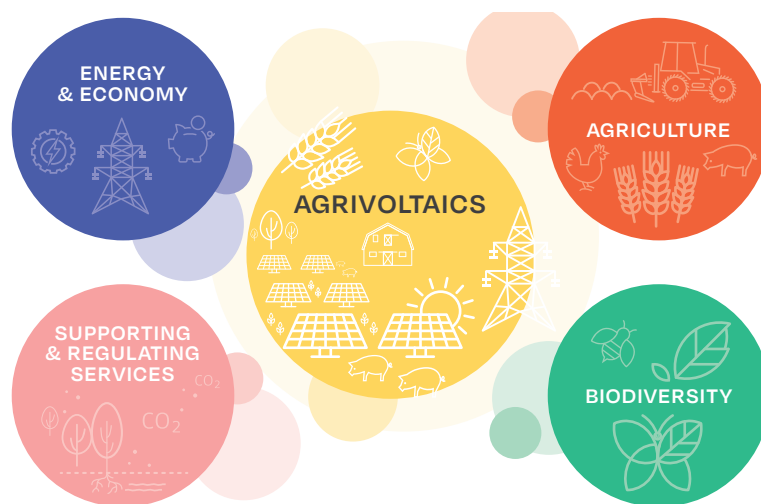 ENERGY
& ECONOMY
AGRICULTURE
AGRIVOLTAICS
SUPPORTING
& REGULATING
SERVICES
CO₂
CO₂
BIODIVERSITY